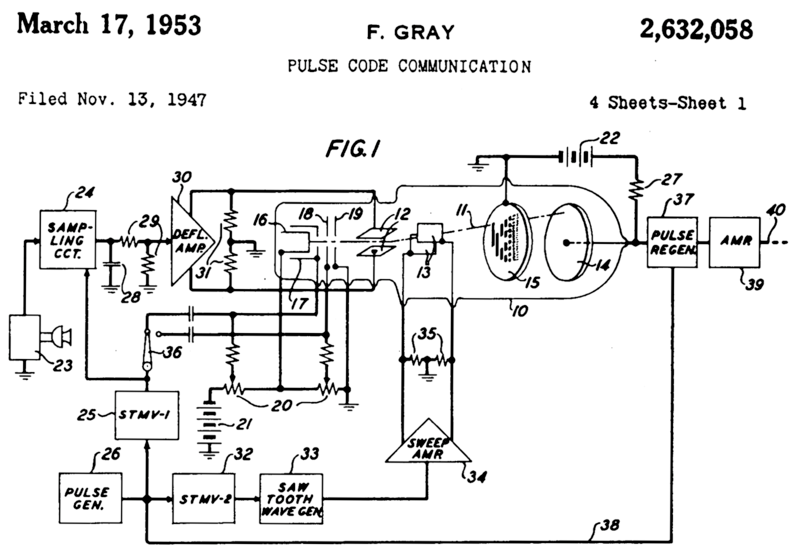 March 17, 1953
F. GRAY
2,632,058
PULSE CODE COMMUNICATION
Filed Nov. 13, 1947
4 Sheets-Sheet 1
FIG. 1
22
24
30
18
19
12
11
27
37
40
SAMP-
LING
CCT.
29
DEFL.
AMP.
16
PULSE
REGEN.
AMR
31
13
15
14
28
17
10
39
23
36
35
20
25
STMV-1
21
SWEEP
AMR
34
26
32
33
PULSE
GEN.
STMV-2
SAW
TOOTH
WAVE GEN.
38